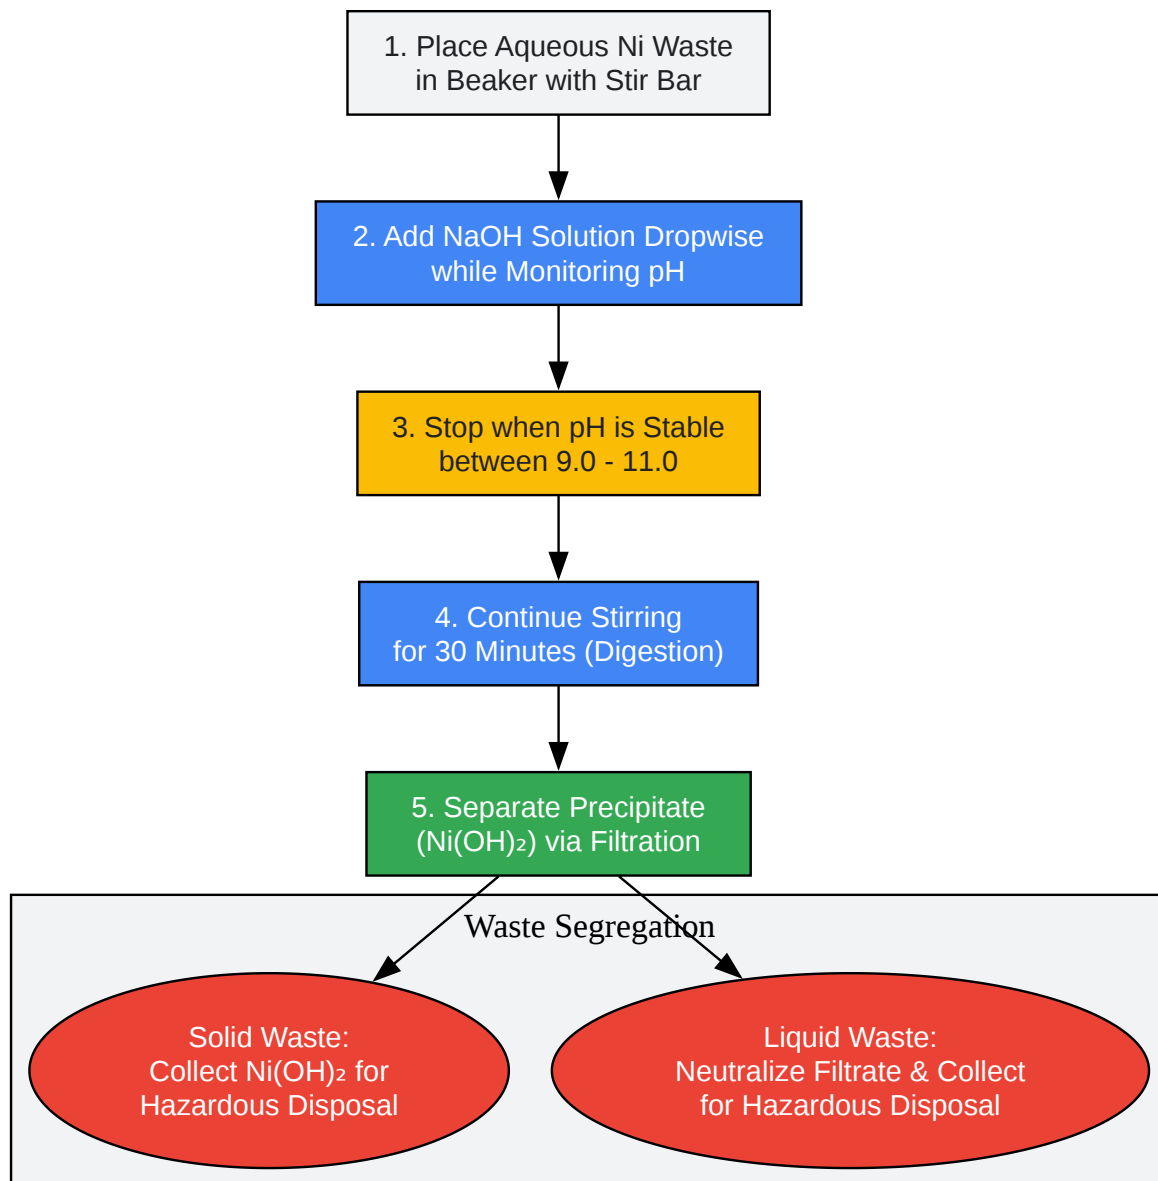 1. Place Aqueous Ni Waste
in Beaker with Stir Bar
2. Add NaOH Solution Dropwise
while Monitoring pH
3. Stop when pH is Stable
between 9.0 - 11.0
4. Continue Stirring
for 30 Minutes (Digestion)
5. Separate Precipitate
(Ni(OH)₂) via Filtration
Waste Segregation
Solid Waste:
Collect Ni(OH)₂ for
Hazardous Disposal
Liquid Waste:
Neutralize Filtrate & Collect
for Hazardous Disposal